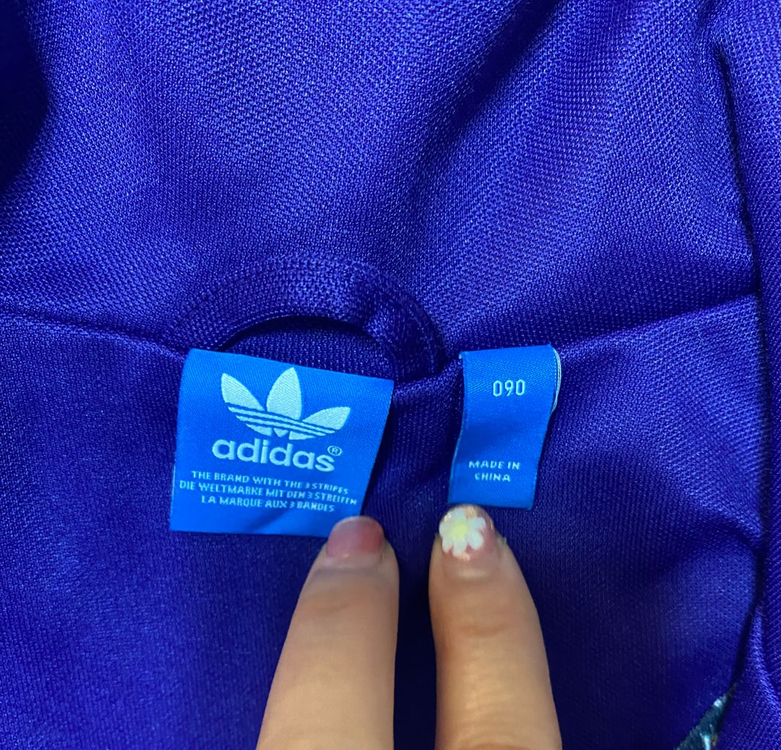 adidas®
THE BRAND WITH THE 3 STRIPES
DIE WELTMARKE MIT DEN 3 STREIFEN
LA MARQUE AUX 3 BANDES
090
MADE IN
CHINA